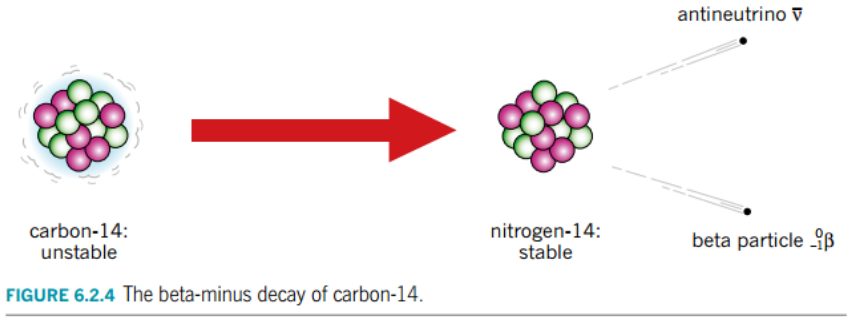 antineutrino ν̅
carbon-14:
unstable
nitrogen-14:
stable
beta particle ⁰₋₁β
FIGURE 6.2.4 The beta-minus decay of carbon-14.